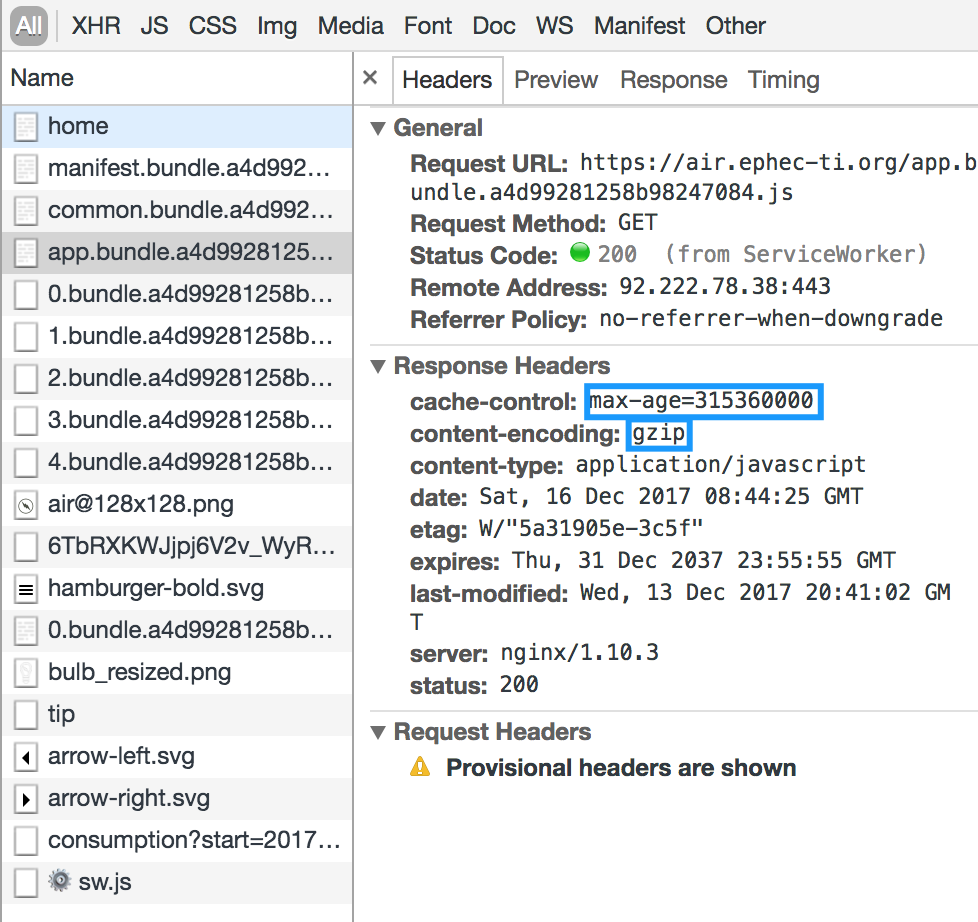 All XHR JS CSS Img Media Font Doc WS Manifest Other
Name
home
manifest.bundle.a4d992...
common.bundle.a4d992...
app.bundle.a4d9928125...
0.bundle.a4d99281258b...
1.bundle.a4d99281258b...
2.bundle.a4d99281258b...
3.bundle.a4d99281258b...
4.bundle.a4d99281258b...
air@128x128.png
6TbRXKWJjpj6V2v_WyR...
hamburger-bold.svg
0.bundle.a4d99281258b...
bulb_resized.png
tip
arrow-left.svg
arrow-right.svg
consumption?start=2017...
sw.js
× Headers Preview Response Timing
▼ General
Request URL: https://air.ephec-ti.org/app.b
undle.a4d99281258b98247084.js
Request Method: GET
Status Code: 200 (from ServiceWorker)
Remote Address: 92.222.78.38:443
Referrer Policy: no-referrer-when-downgrade
▼ Response Headers
cache-control: max-age=315360000
content-encoding: gzip
content-type: application/javascript
date: Sat, 16 Dec 2017 08:44:25 GMT
etag: W/"5a31905e-3c5f"
expires: Thu, 31 Dec 2037 23:55:55 GMT
last-modified: Wed, 13 Dec 2017 20:41:02 GM
T
server: nginx/1.10.3
status: 200
▼ Request Headers
Provisional headers are shown